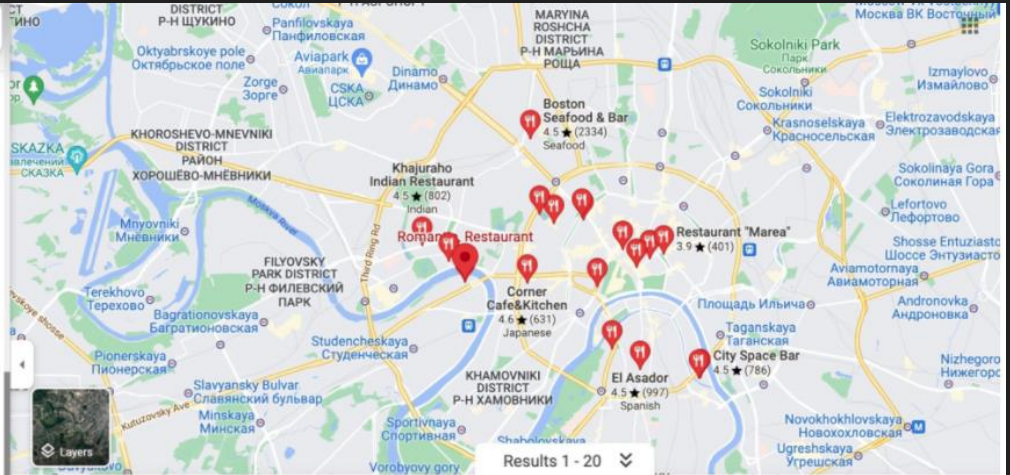 DISTRICT
Р-Н ЩУКИНО
Panfilovskaya
Панфиловская
MARYINA
ROSHCHA
DISTRICT
Р-Н МАРЬИНА
РОЩА
Москва ВК Восточный
Oktyabrskoye pole
Октябрьское поле
Aviapark
Авиапарк
Sokolniki Park
Парк
Сокольники
Zorge
Зорге
CSKA
ЦСКА
Dinamo
Динамо
Izmaylovo
Измайлово
Sokolniki
Сокольники
Boston
Seafood & Bar
4.5 ★ (2334)
Seafood
Krasnoselskaya
Красносельская
Elektrozavodskaya
Электрозаводская
KHOROSHEVO-MNEVNIKI
DISTRICT
РАЙОН
ХОРОШЁВО-МНЁВНИКИ
SKAZKA
СКАЗКА
Khajuraho
Indian Restaurant
4.5 ★ (802)
Indian
Sokolinaya Gora
Соколиная Гора
Moskva River
Lefortovo
Лефортово
Mnyovniki
Мнёвники
Third Ring Rd
Restaurant
Restaurant "Marea"
3.9 ★ (401)
Shosse Entuziasto
Шоссе Энтузиасто
FILYOVSKY
PARK DISTRICT
Р-Н ФИЛЕВСКИЙ
ПАРК
Aviamotornaya
Авиамоторная
Terekhovo
Терехово
Corner
Cafe&Kitchen
4.6 ★ (631)
Japanese
Площадь Ильича
Andronovka
Андроновка
Bagrationovskaya
Багратионовская
Taganskaya
Таганская
Studencheskaya
Студенческая
Pionerskaya
Пионерская
City Space Bar
4.5 ★ (786)
Nizhegoro
Нижегоро
KHAMOVNIKI
DISTRICT
Р-Н ХАМОВНИКИ
El Asador
4.5 ★ (997)
Spanish
Slavyansky Bulvar
Славянский бульвар
Kutuzovsky Ave
Minskaya
Минская
Sportivnaya
Спортивная
Novokhokhlovskaya
Новохохловская
Layers
Shabolovskaya
Ugreshskaya
Угрешская
Vorobyovy gory
Results 1 - 20